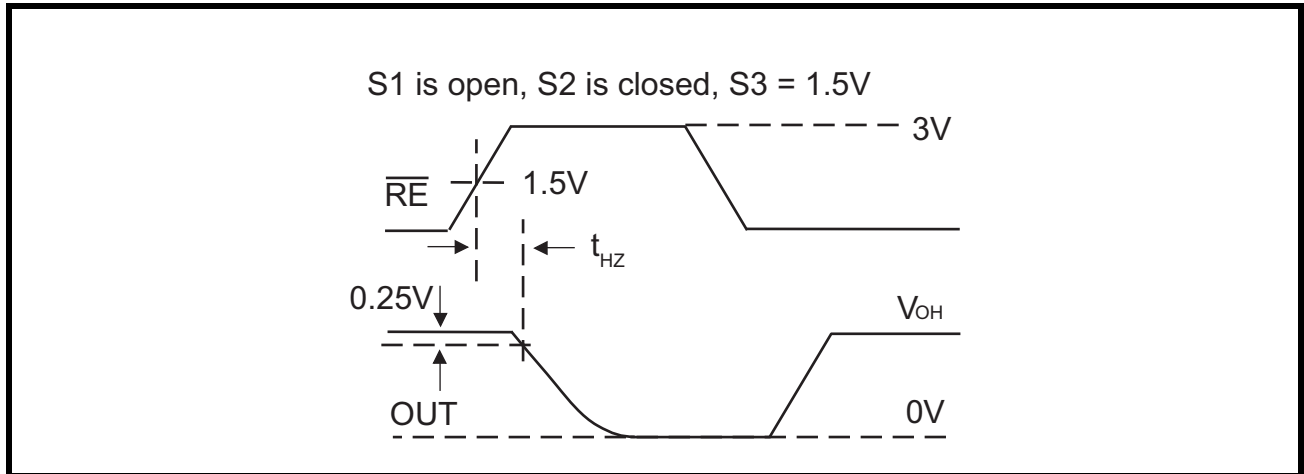 S1 is open, S2 is closed, S3 = 1.5V
3V
RE
1.5V
tHZ
0.25V
VOH
OUT
0V